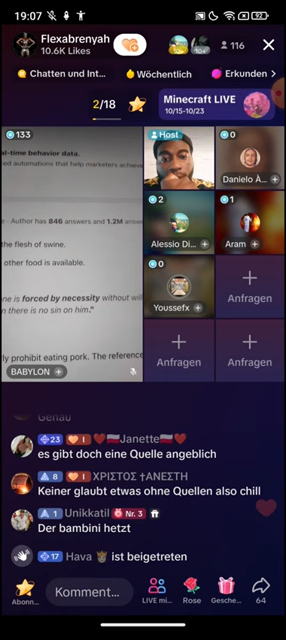 19:07
92
Flexabrenyah
10.6K Likes
116
Chatten und Int...
Wöchentlich
Erkunden
2/18
Minecraft LIVE
10/15-10/23
133
al-time behavior data.
ed automations that help marketers achieve
Host
0
Danielo À...
- Author has 846 answers and 1.2M answ
the flesh of swine.
other food is available.
2
Alessio Di...
1
Aram
ne is forced by necessity without wil
n there is no sin on him."
0
Youssefx
Anfragen
ly prohibit eating pork. The reference
BABYLON
Anfragen
Anfragen
Genau
23
I
Janette
es gibt doch eine Quelle angeblich
8
I
ΧΡΙΣΤΟΣ †ΑΝΕΣΤΗ
Keiner glaubt etwas ohne Quellen also chill
1
Unikkatil
Nr. 3
Der bambini hetzt
17
Hava
ist beigetreten
Abonn...
Komment...
LIVE mi...
Rose
Gesche...
64